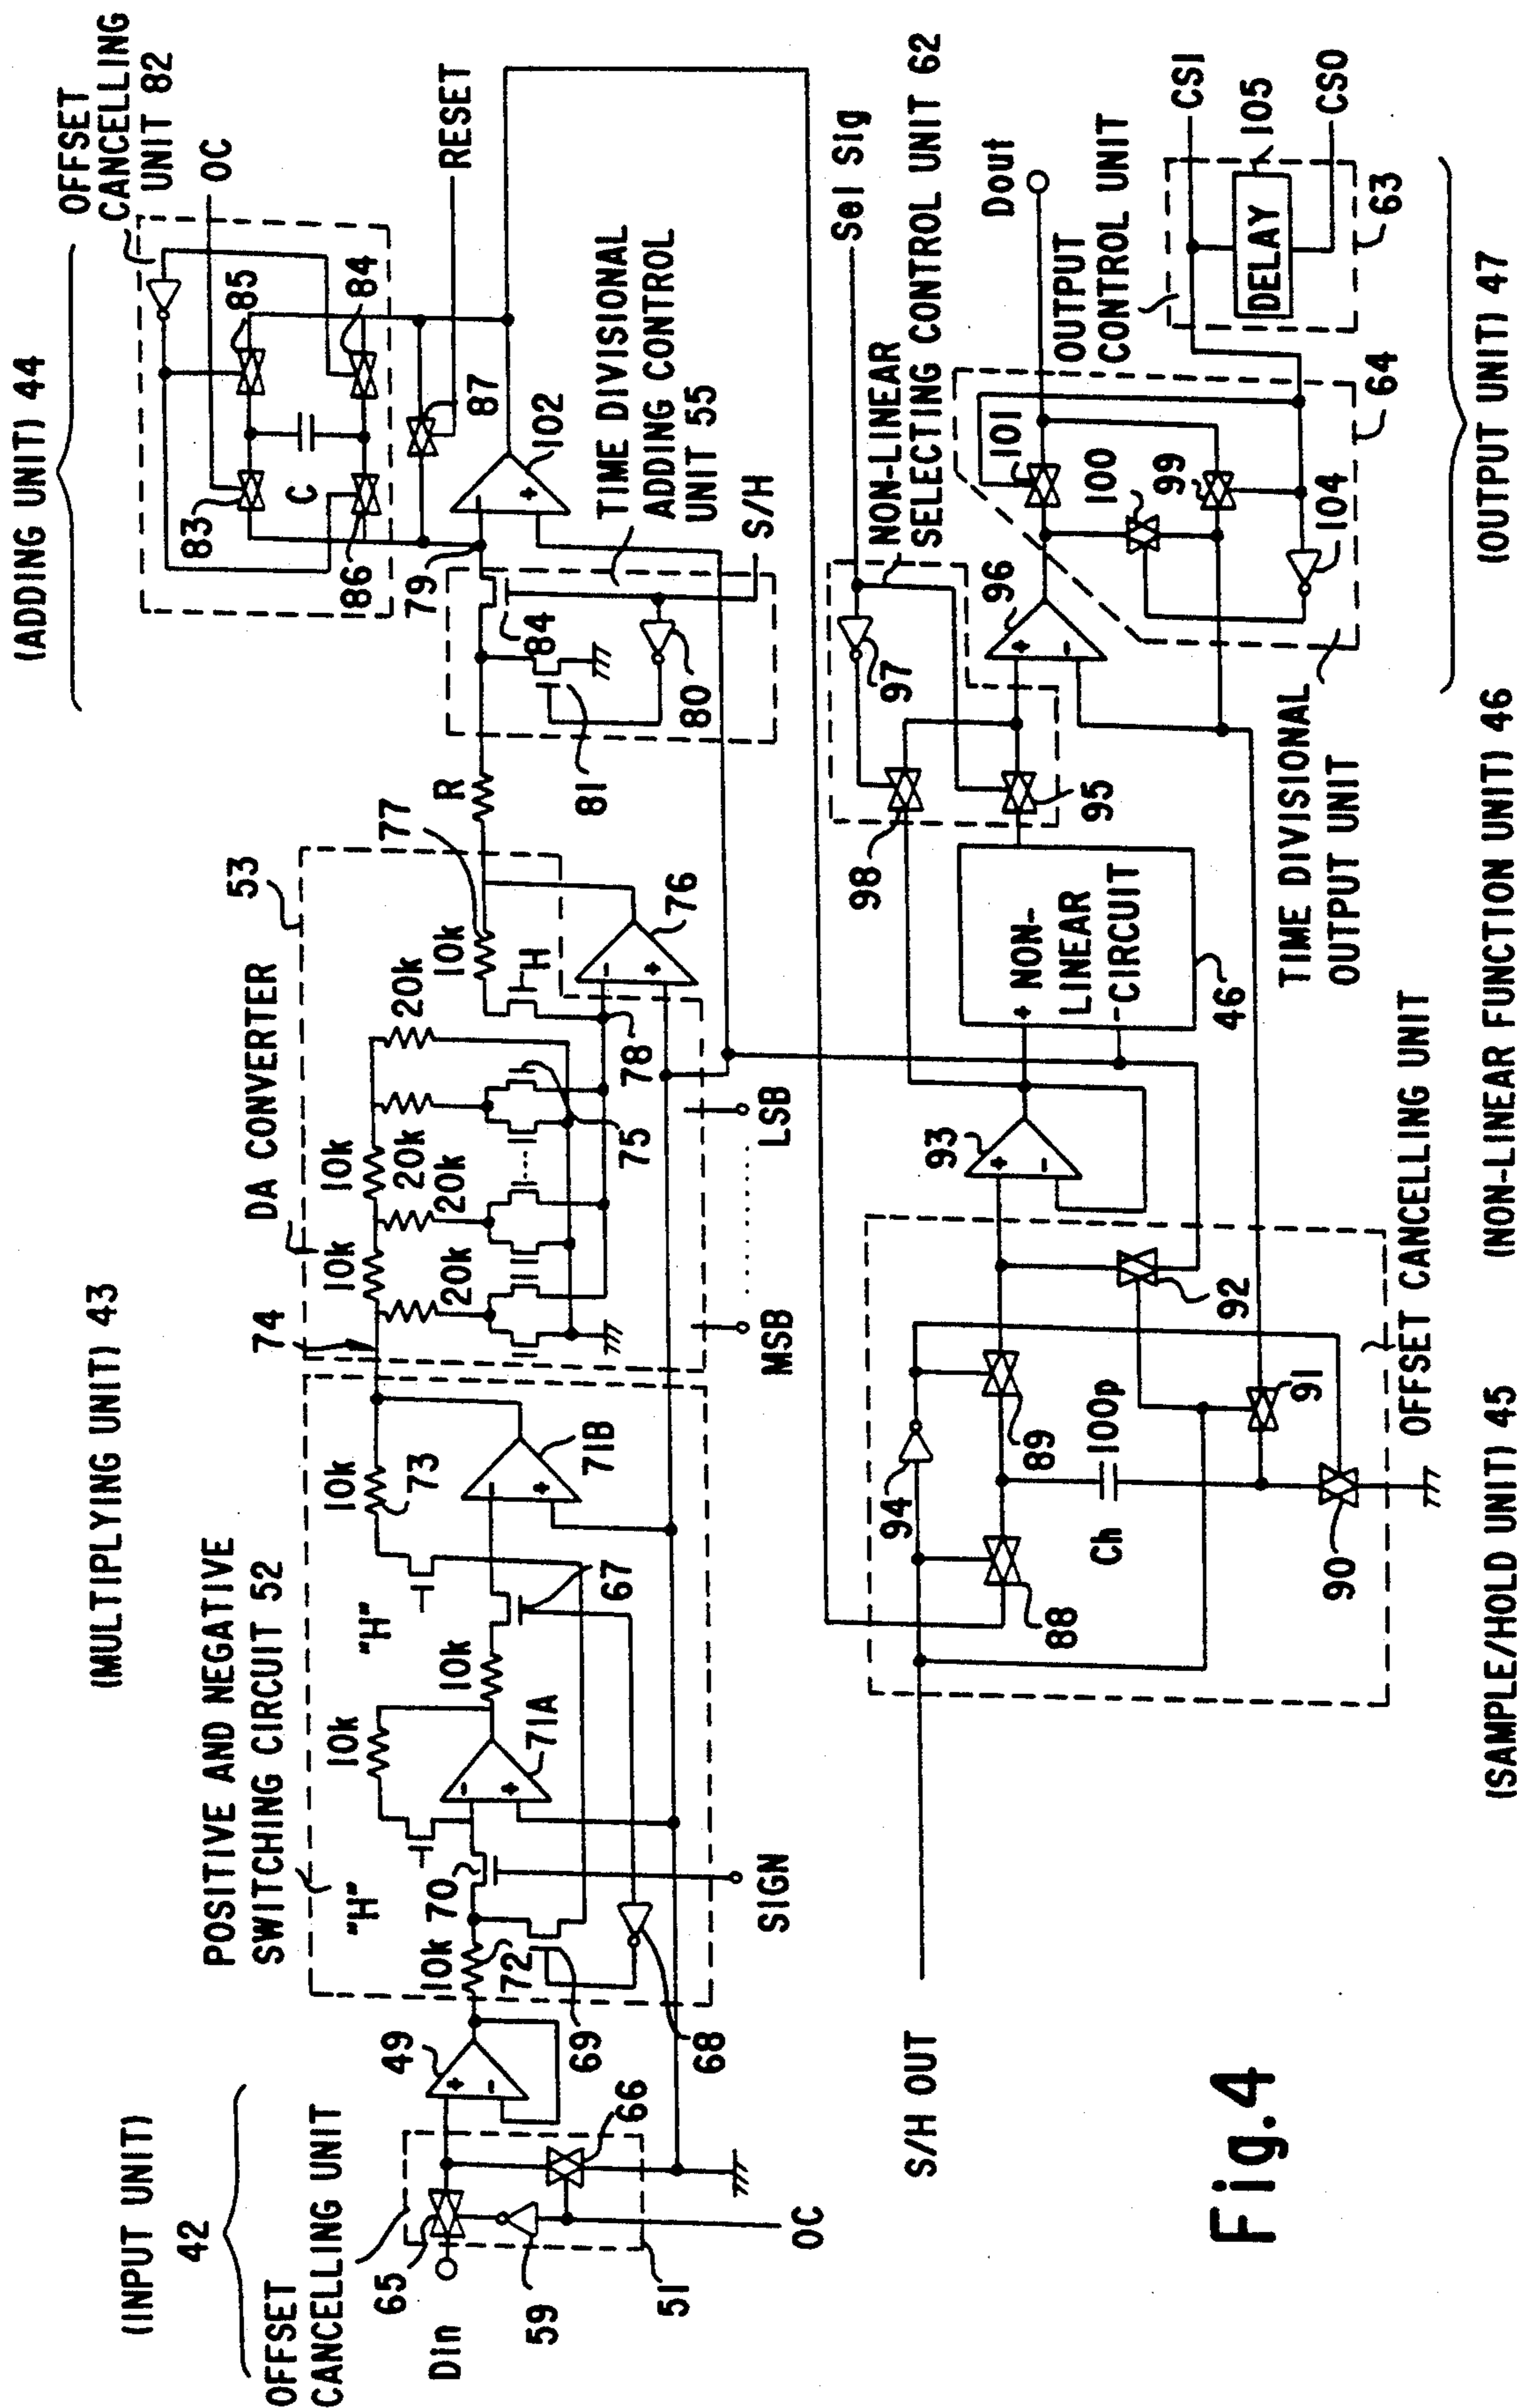 (INPUT UNIT)
42
OFFSET
CANCELLING UNIT
65
Din
59
51
OC
66
49
(MULTIPLYING UNIT) 43
POSITIVE AND NEGATIVE
SWITCHING CIRCUIT 52
"H"
10k
72
69
68
70
SIGN
10k
+
-
71A
10k
67
"H"
10k
73
71B
+
-
74
DA CONVERTER
53
10k
10k
20k
20k
20k
20k
MSB
LSB
75
78
H
10k
77
76
-
+
R
(ADDING UNIT) 44
OFFSET
CANCELLING
UNIT 82
OC
85
84
83
C
186
87
RESET
79
102
+
-
84
81
80
TIME DIVISIONAL
ADDING CONTROL
UNIT 55
S/H
S/H OUT
94
88
89
Ch
100p
90
91
92
OFFSET CANCELLING UNIT
93
+
-
+ NON-
LINEAR
- CIRCUIT
46
98
95
97
Sel Sig
NON-LINEAR
SELECTING CONTROL UNIT 62
96
+
-
101
100
99
104
Dout
OUTPUT
CONTROL UNIT
CSI
DELAY
105
CSO
63
64
TIME DIVISIONAL
OUTPUT UNIT
(SAMPLE/HOLD UNIT) 45
(NON-LINEAR FUNCTION UNIT) 46
(OUTPUT UNIT) 47
Fig.4